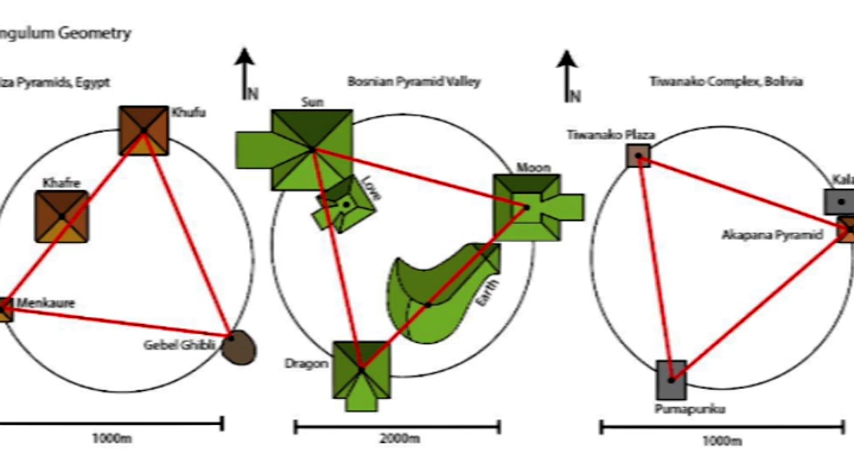 ngulum Geometry
iza Pyramids, Egypt
Khufu
Khafre
Menkaure
Gebel Ghibli
1000m
N
Bosnian Pyramid Valley
Sun
Love
Moon
Earth
Dragon
2000m
N
Tiwanako Complex, Bolivia
Tiwanako Plaza
Kala
Akapana Pyramid
Pumapunku
1000m